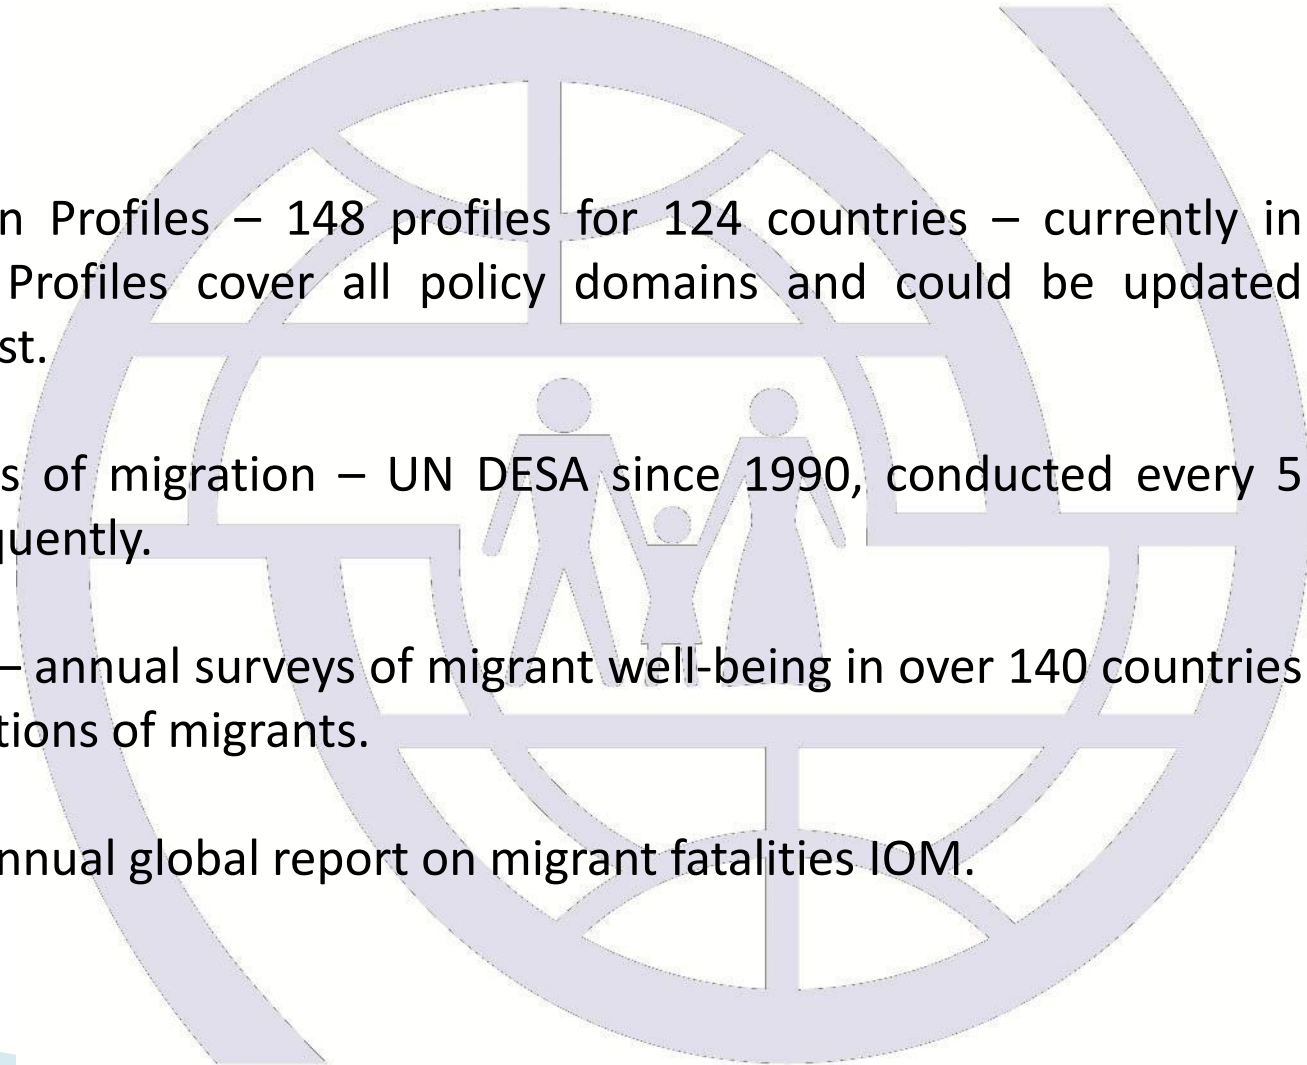 n Profiles – 148 profiles for 124 countries – currently in
Profiles cover all policy domains and could be updated
st.
s of migration – UN DESA since 1990, conducted every 5
quently.
– annual surveys of migrant well-being in over 140 countries
tions of migrants.
nnual global report on migrant fatalities IOM.